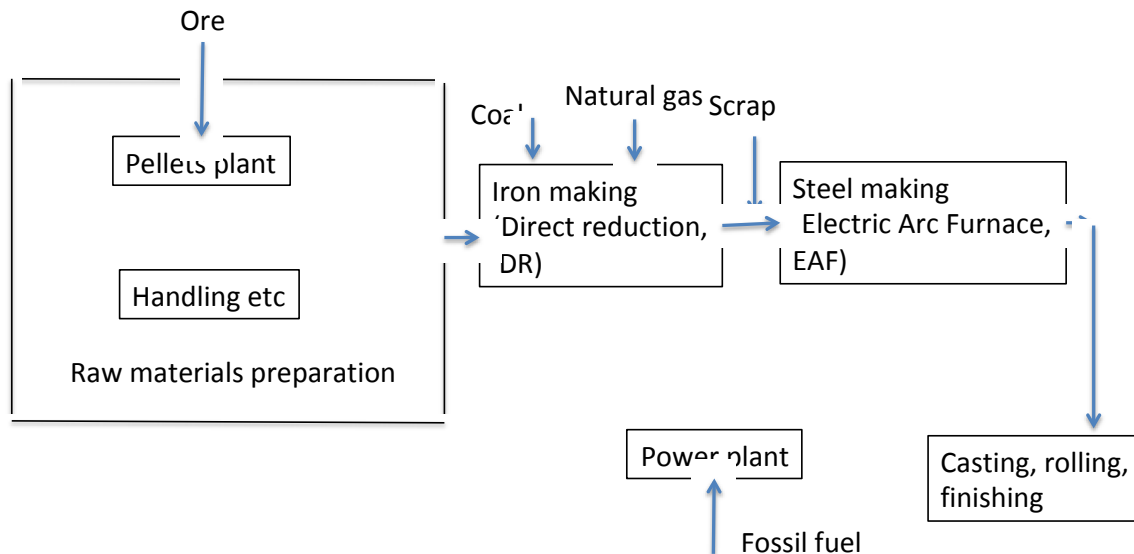 Ore
Natural gas
Coal
Scrap
Pellets plant
Iron making
(Direct reduction,
DR)
Steel making
Electric Arc Furnace,
EAF)
Handling etc
Raw materials preparation
Power plant
Casting, rolling,
finishing
Fossil fuel